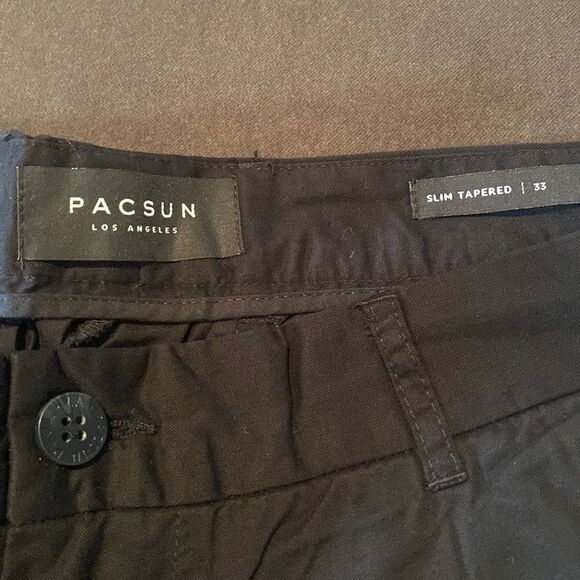 PACSUN
LOS ANGELES
SLIM TAPERED | 33